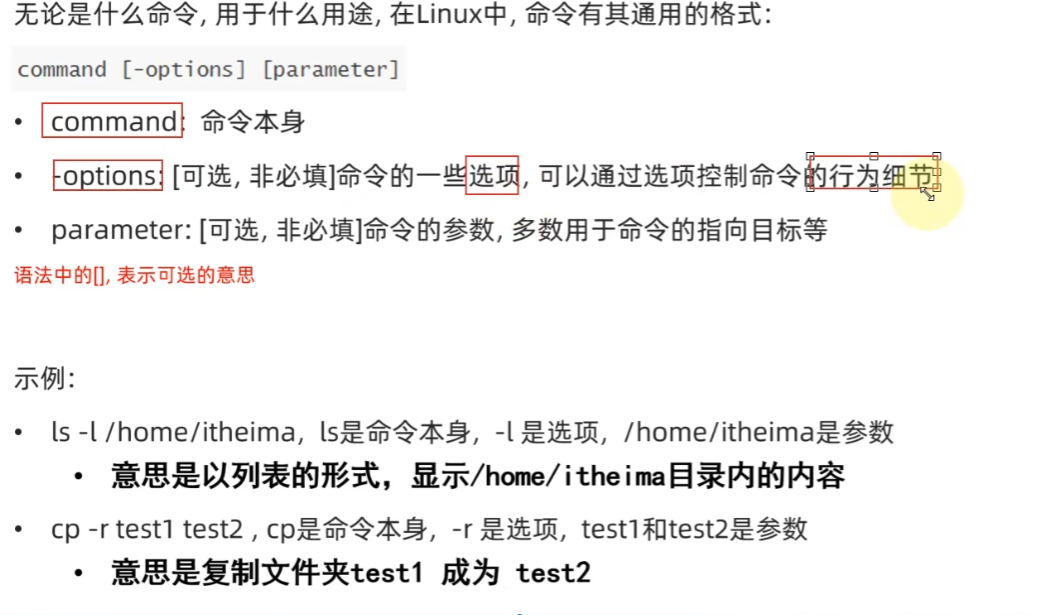 无论是什么命令, 用于什么用途, 在Linux中, 命令有其通用的格式:
command [-options] [parameter]
• command: 命令本身
• -options: [可选, 非必填]命令的一些选项, 可以通过选项控制命令的行为细节
• parameter: [可选, 非必填]命令的参数, 多数用于命令的指向目标等
语法中的[], 表示可选的意思
示例:
• ls -l /home/itheima, ls是命令本身, -l 是选项, /home/itheima是参数
• 意思是以列表的形式, 显示/home/itheima目录内的内容
• cp -r test1 test2 , cp是命令本身, -r 是选项, test1和test2是参数
• 意思是复制文件夹test1 成为 test2